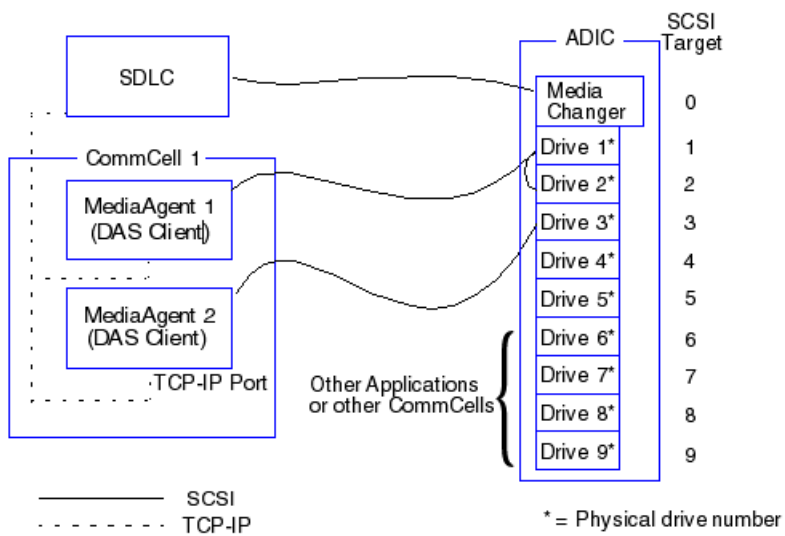 SDLC
CommCell 1
MediaAgent 1
(DAS Client)
MediaAgent 2
(DAS Client)
TCP-IP Port
SCSI
TCP-IP
Other Applications
or other CommCells
ADIC
SCSI
Target
Media
Changer
0
Drive 1*
1
Drive 2*
2
Drive 3*
3
Drive 4*
4
Drive 5*
5
Drive 6*
6
Drive 7*
7
Drive 8*
8
Drive 9*
9
* = Physical drive number